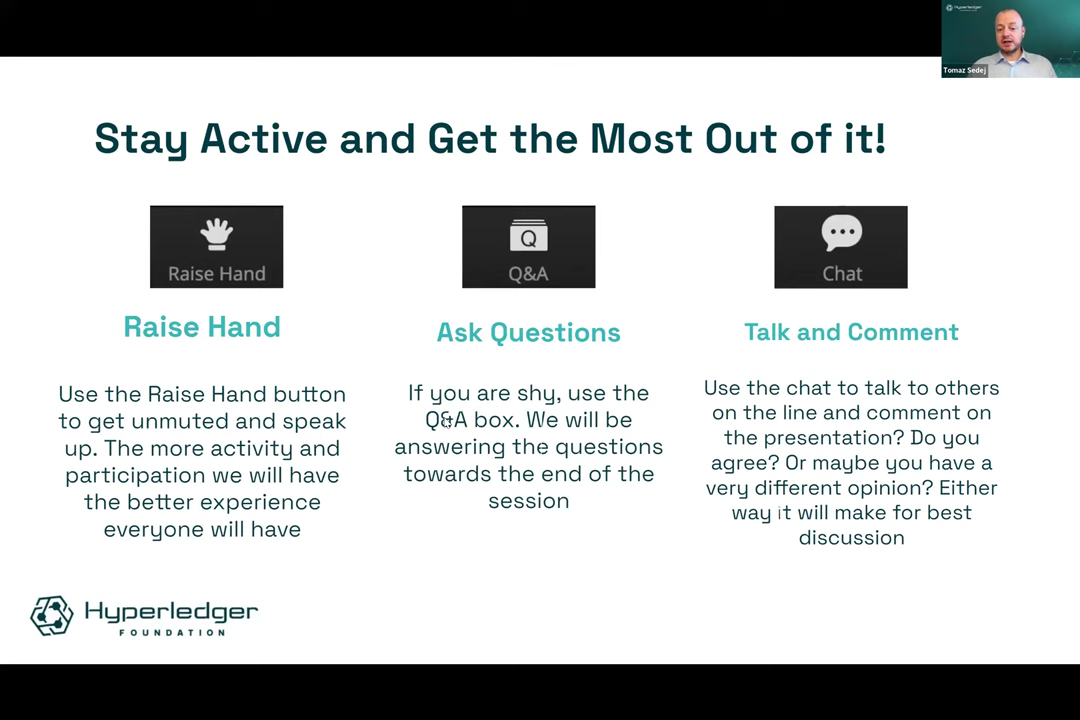 Hyperledger
Tomaz Sedej
Stay Active and Get the Most Out of it!
Raise Hand
Q
Q&A
Chat
Raise Hand
Ask Questions
Talk and Comment
Use the Raise Hand button
to get unmuted and speak
up. The more activity and
participation we will have
the better experience
everyone will have
If you are shy, use the
Q&A box. We will be
answering the questions
towards the end of the
session
Use the chat to talk to others
on the line and comment on
the presentation? Do you
agree? Or maybe you have a
very different opinion? Either
way it will make for best
discussion
Hyperledger
FOUNDATION